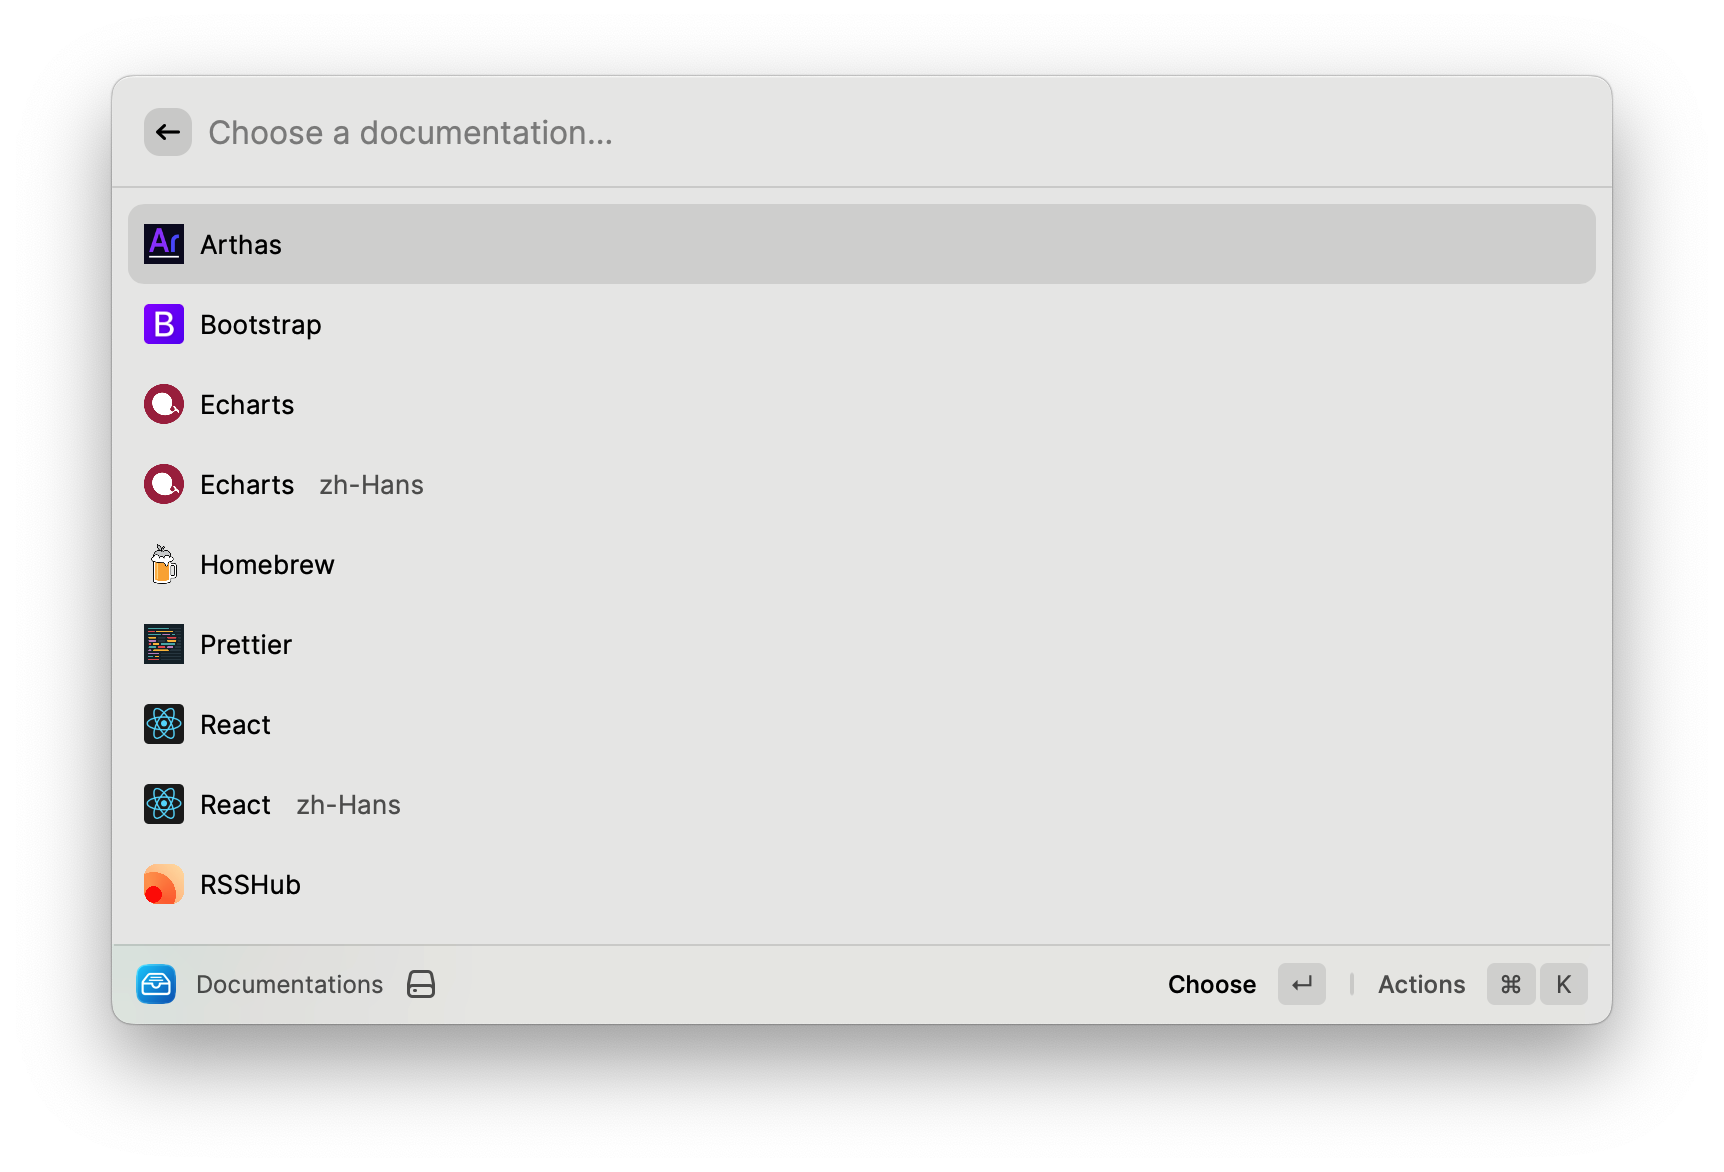 Choose a documentation...
Ar Arthas
B Bootstrap
Echarts
Echarts zh-Hans
Homebrew
Prettier
React
React zh-Hans
RSSHub
Documentations Choose ↵ Actions ⌘ K